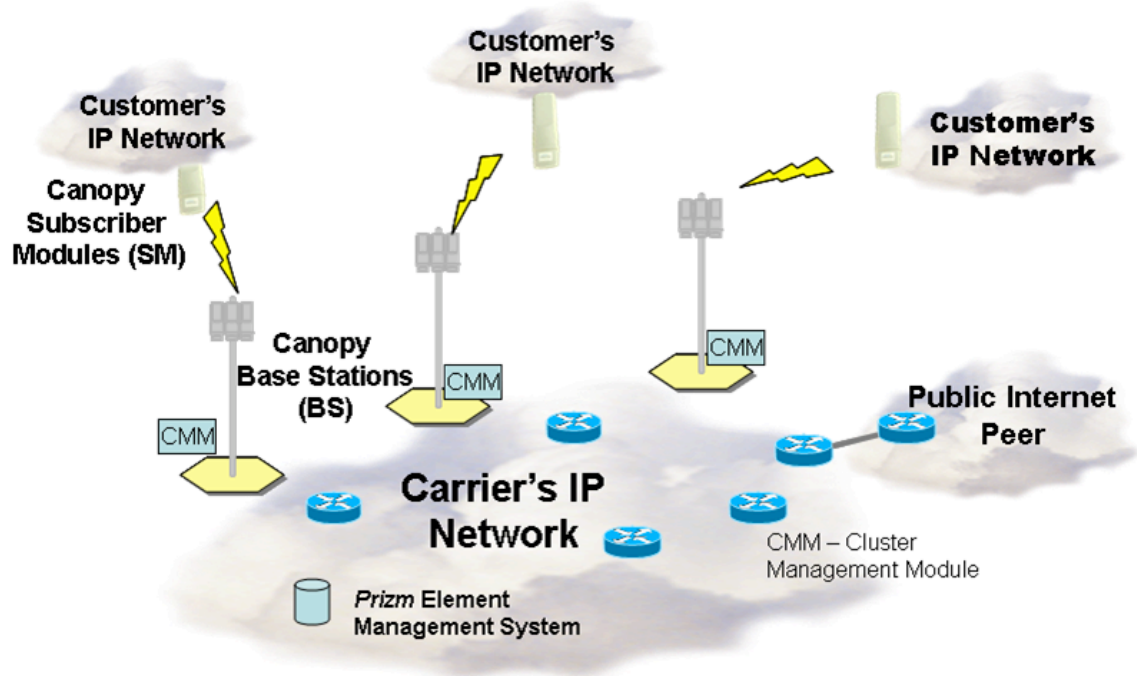 Customer's
IP Network
Customer's
IP Network
Customer's
IP Network
Canopy
Subscriber
Modules (SM)
CMM
Canopy
Base Stations
(BS)
CMM
CMM
Public Internet
Peer
Carrier's IP
Network
CMM – Cluster
Management Module
Prizm Element
Management System